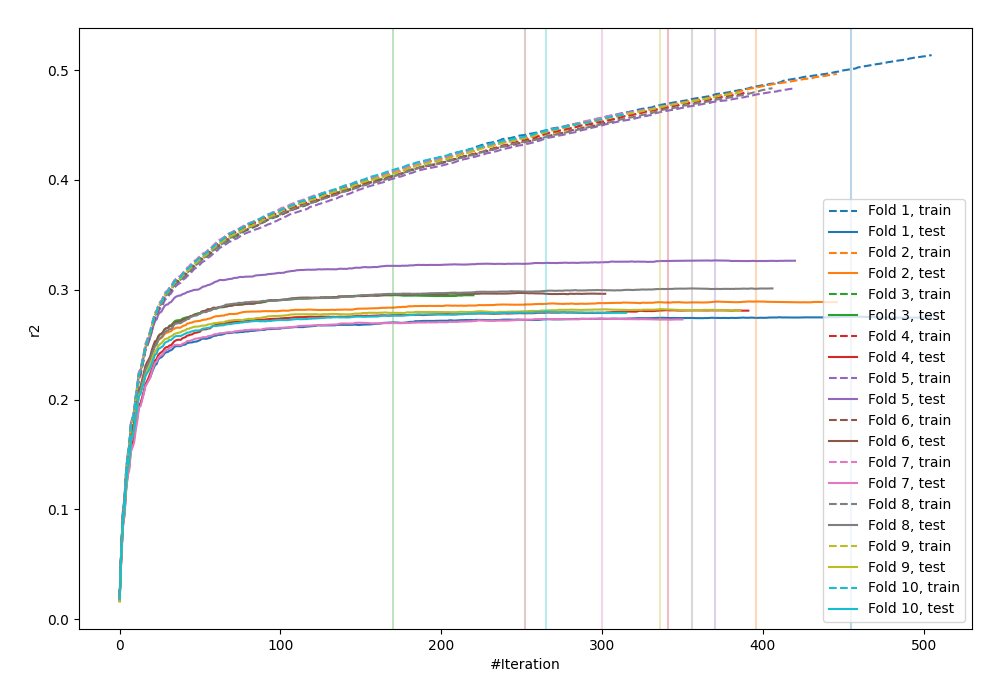 0.5
0.4
0.3
0.2
0.1
0.0
r2
0
100
200
300
400
500
#Iteration
Fold 1, train
Fold 1, test
Fold 2, train
Fold 2, test
Fold 3, train
Fold 3, test
Fold 4, train
Fold 4, test
Fold 5, train
Fold 5, test
Fold 6, train
Fold 6, test
Fold 7, train
Fold 7, test
Fold 8, train
Fold 8, test
Fold 9, train
Fold 9, test
Fold 10, train
Fold 10, test